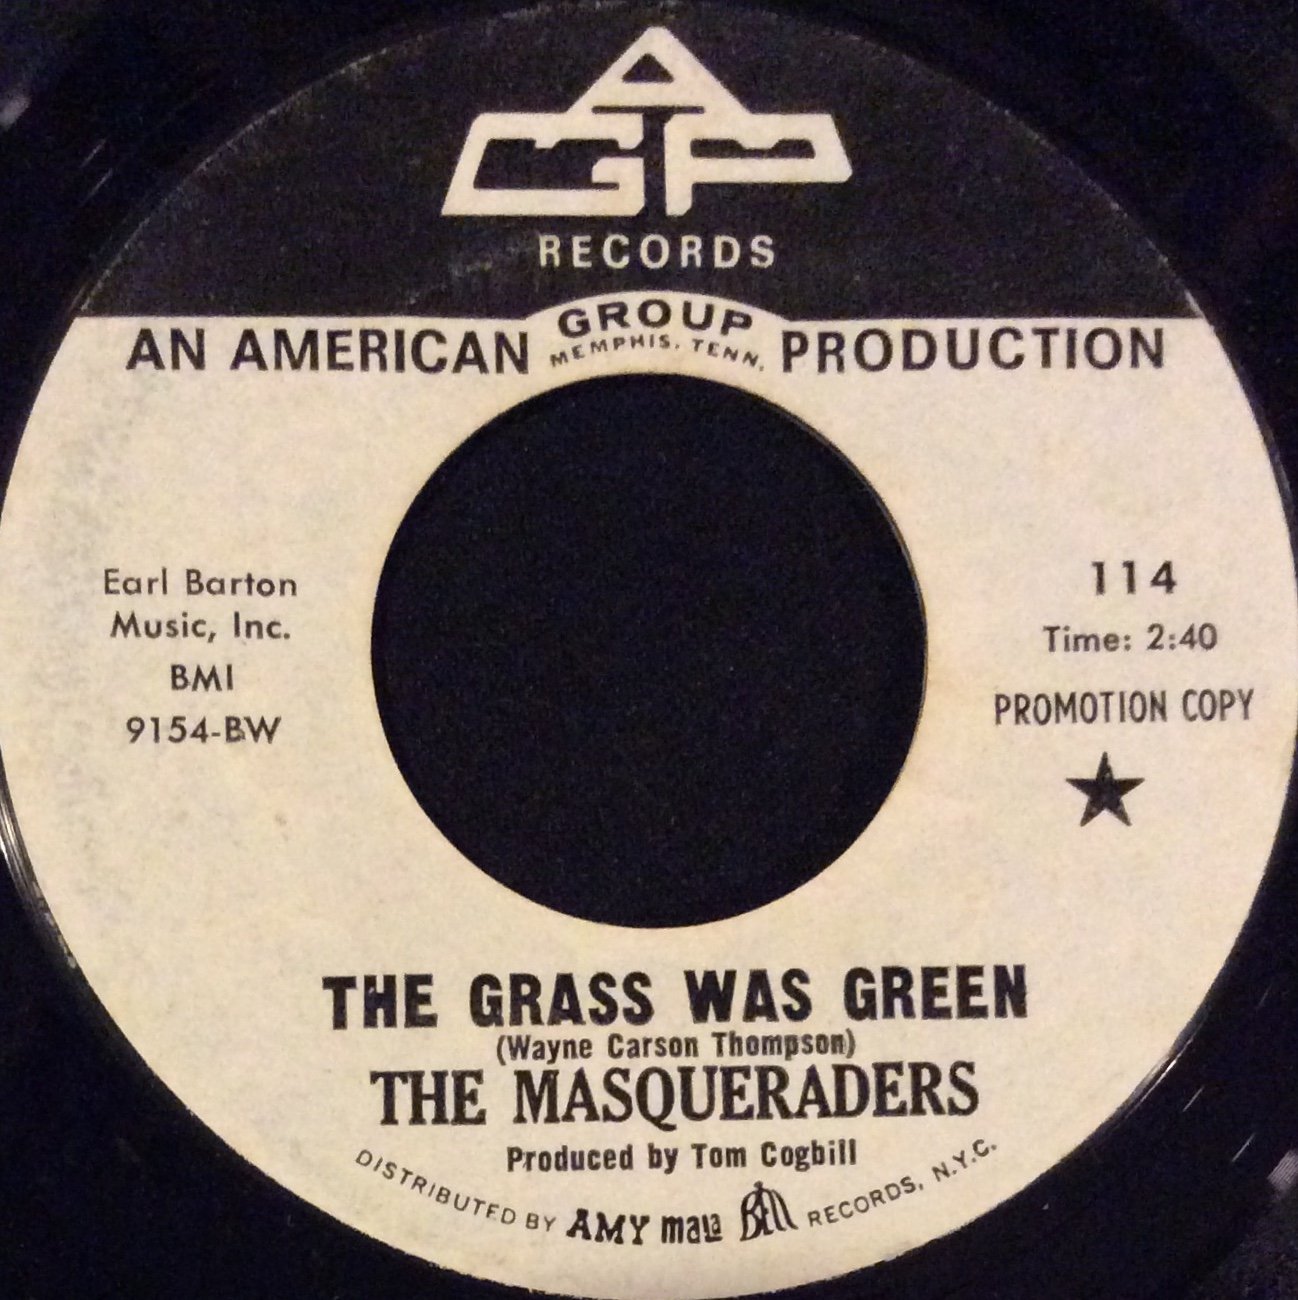 AGP
RECORDS
AN AMERICAN GROUP PRODUCTION
MEMPHIS, TENN.
Earl Barton
Music, Inc.
BMI
9154-BW
114
Time: 2:40
PROMOTION COPY
THE GRASS WAS GREEN
(Wayne Carson Thompson)
THE MASQUERADERS
Produced by Tom Cogbill
DISTRIBUTED BY AMY mala Bell RECORDS, N.Y.C.